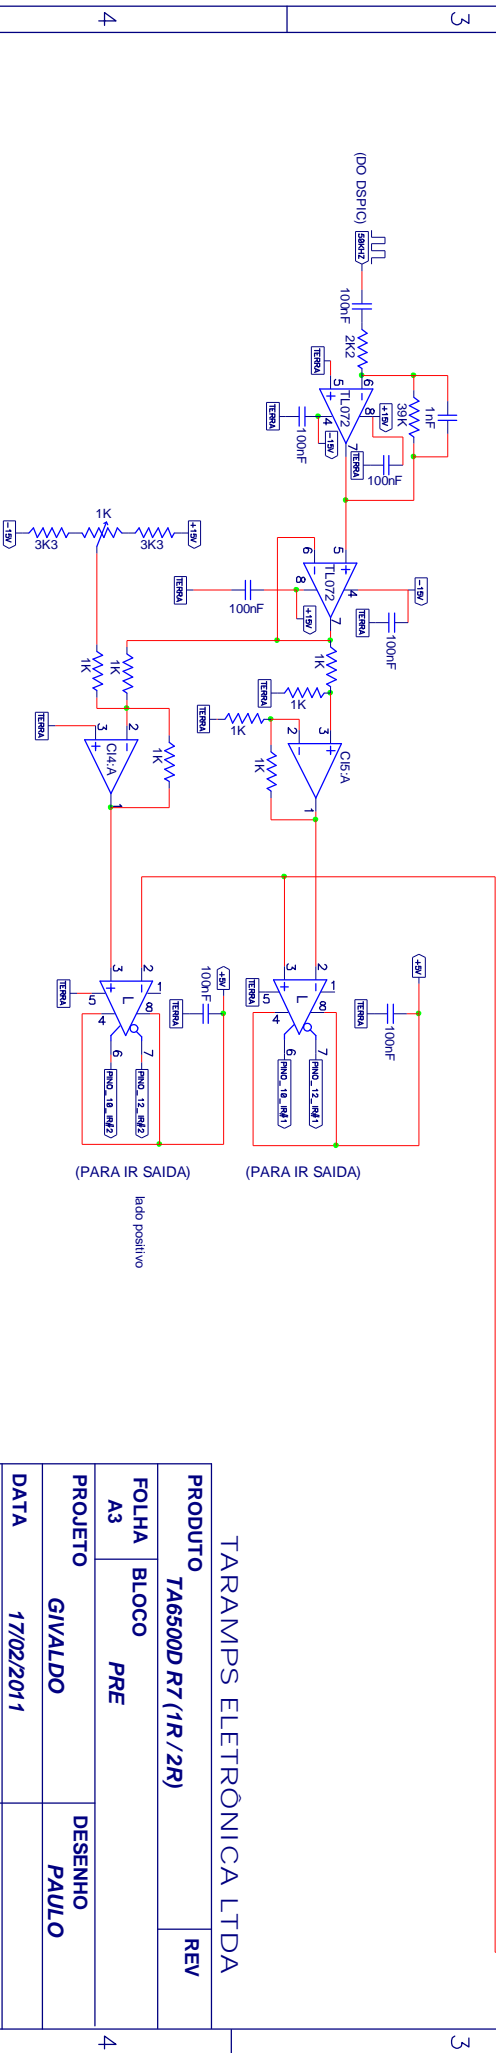 4
3
(DO DSPIC)
50KHZ
100nF
2K2
TERRA
1nF
39K
6
5
TL072
8
4
7
+15V
-15V
TERRA
100nF
TERRA
100nF
5
6
TL072
4
8
7
-15V
TERRA
100nF
+15V
TERRA
100nF
1K
+15V
3K3
3K3
-15V
1K
1K
1K
TERRA
2
3
CI4:A
1
1K
1K
TERRA
1K
TERRA
1K
3
2
CI5:A
1
1K
+5V
TERRA
100nF
2
3
1
L
8
5
4
7
6
TERRA
PINO_12_IR#1
PINO_10_IR#1
(PARA IR SAIDA)
+5V
100nF
TERRA
2
3
1
L
8
5
4
7
6
TERRA
PINO_12_IR#2
PINO_10_IR#2
(PARA IR SAIDA)
lado positivo
TARAMPS ELETRÔNICA LTDA
PRODUTO
TA6500D R7 (1R / 2R)
REV
FOLHA
A3
BLOCO
PRE
PROJETO
GIVALDO
DESENHO
PAULO
DATA
17/02/2011
4
3